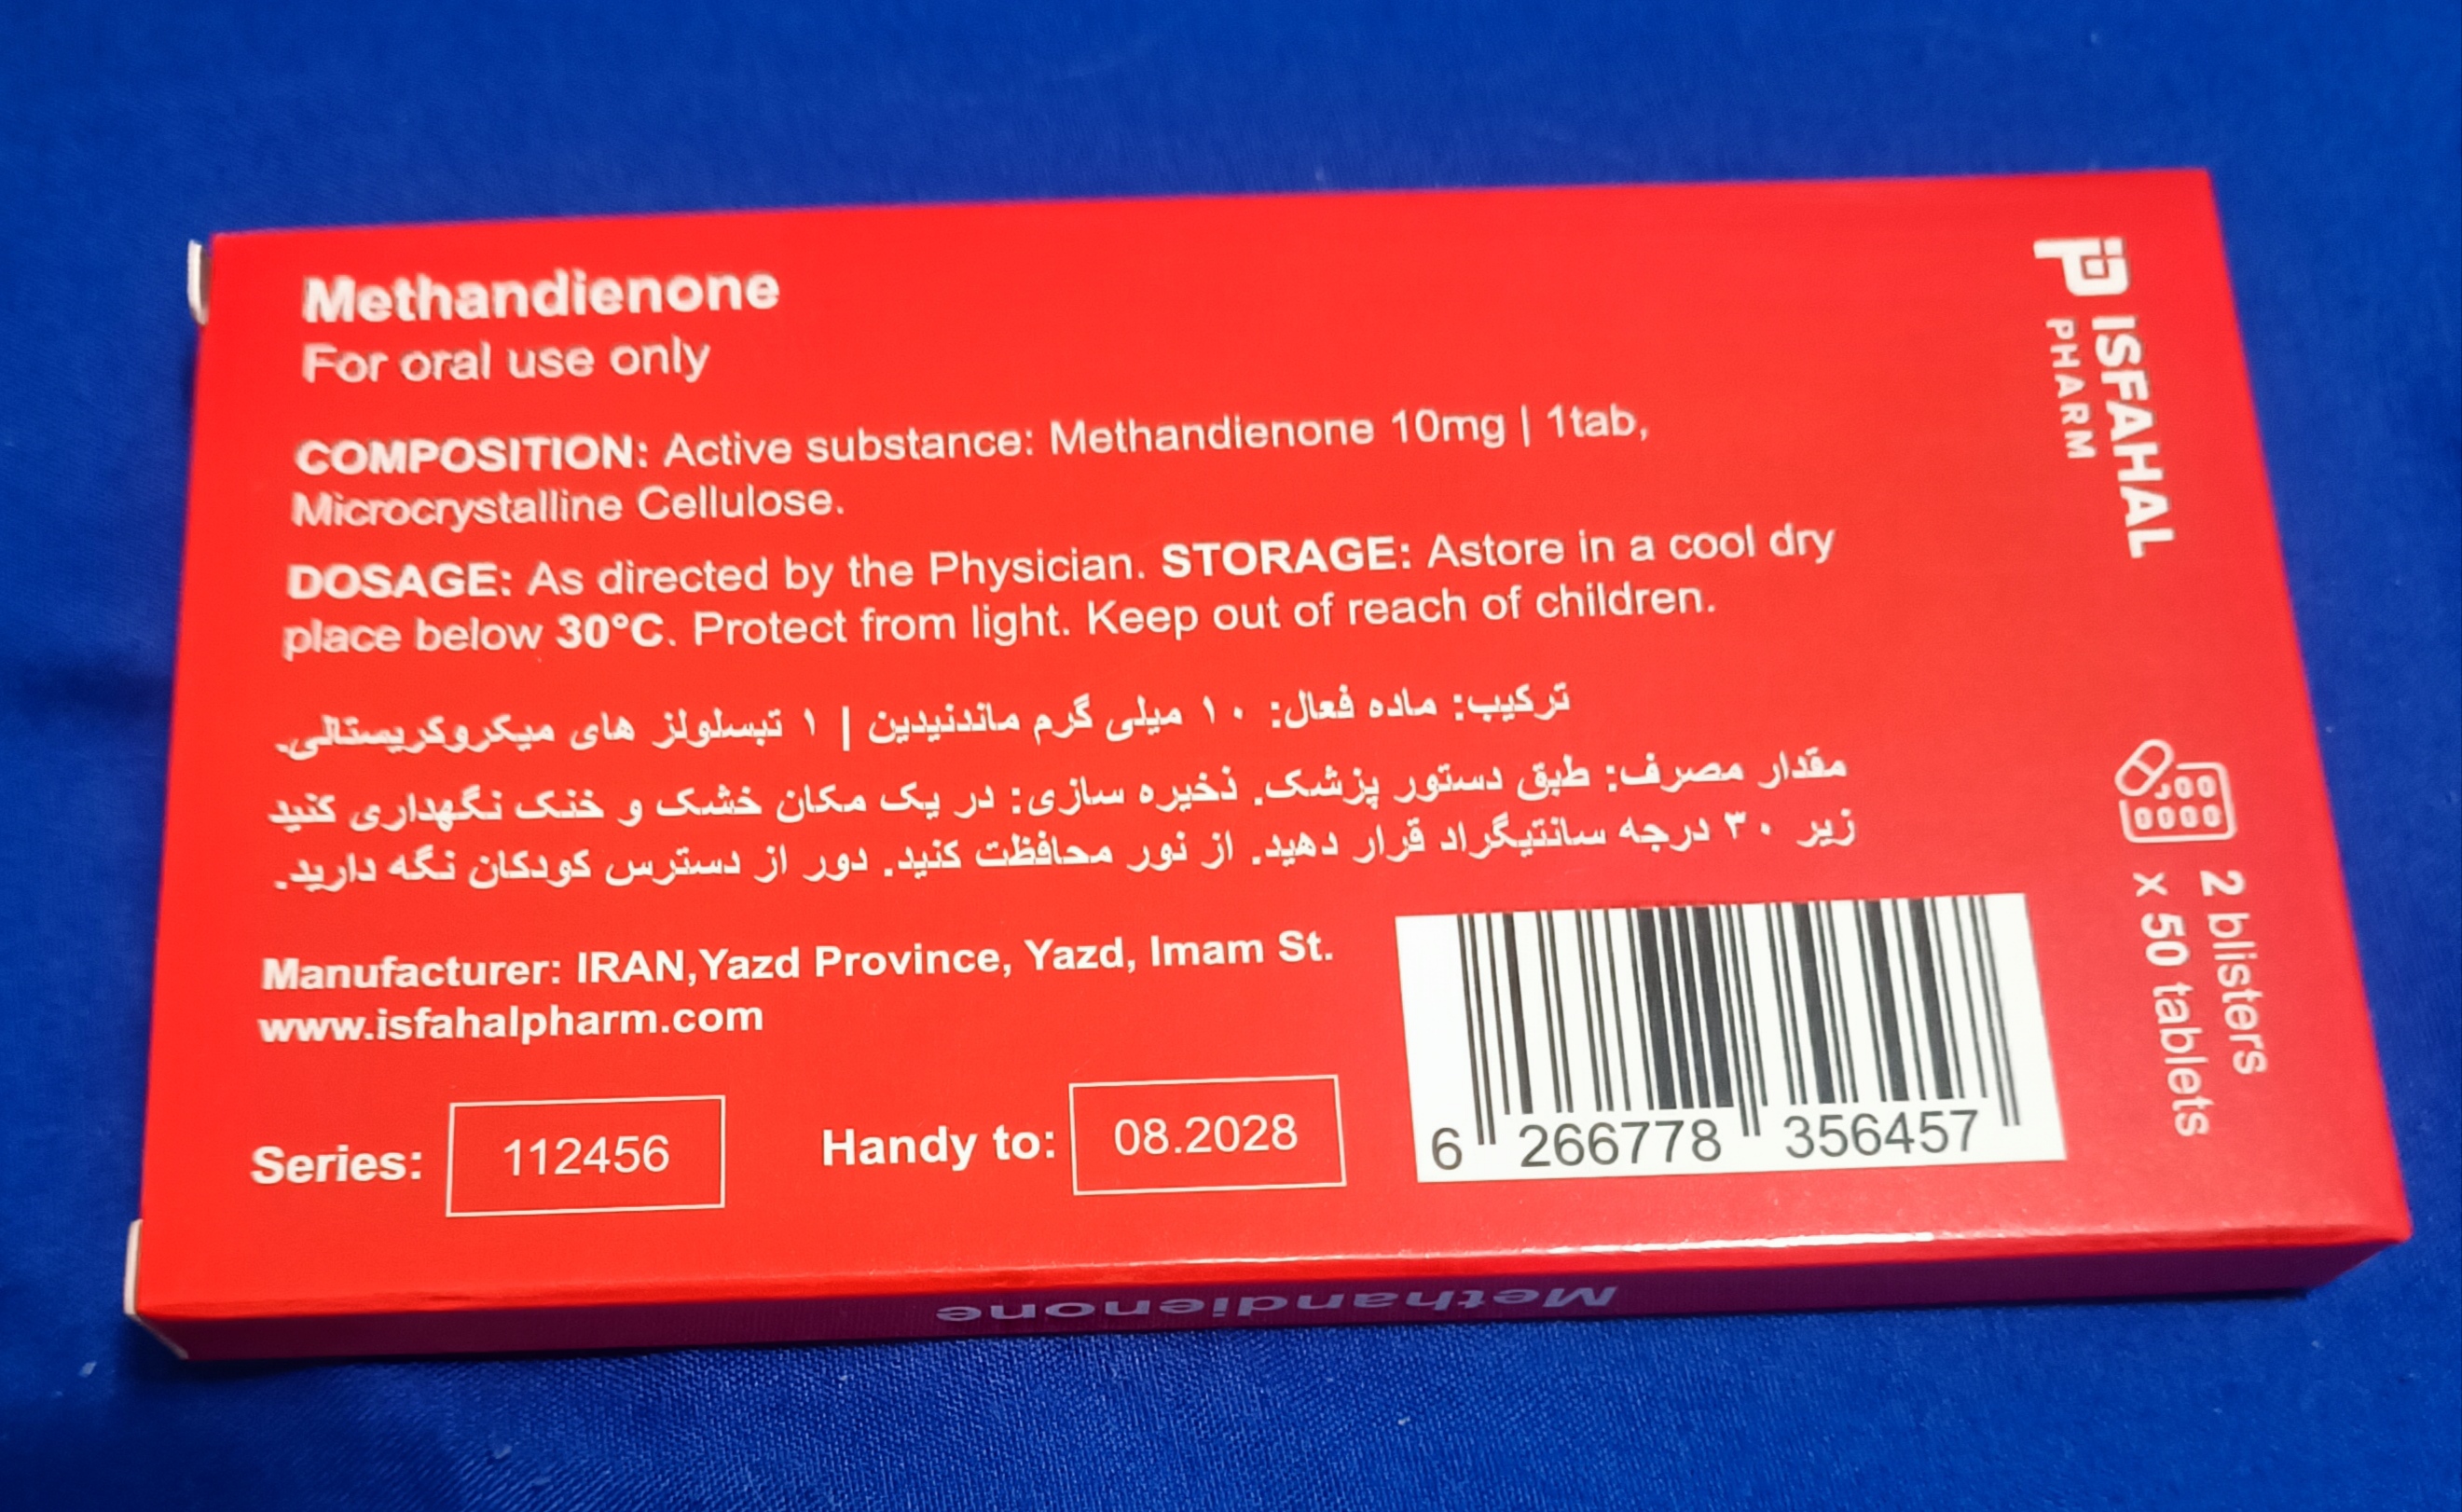 Methandienone
For oral use only
COMPOSITION: Active substance: Methandienone 10mg | 1tab,
Microcrystalline Cellulose.
DOSAGE: As directed by the Physician. STORAGE: Astore in a cool dry
place below 30°C. Protect from light. Keep out of reach of children.
ترکیب: ماده فعال: ۱۰ میلی گرم ماندنیدین | ۱ تبسلولز های میکروکریستالی.
مقدار مصرف: طبق دستور پزشک. ذخیره سازی: در یک مکان خشک و خنک نگهداری کنید
زیر ۳۰ درجه سانتیگراد قرار دهید. از نور محافظت کنید. دور از دسترس کودکان نگه دارید.
Manufacturer: IRAN,Yazd Province, Yazd, Imam St.
www.isfahalpharm.com
Series: 112456
Handy to: 08.2028
6 266778 356457
ISFAHAL
PHARM
2 blisters
x 50 tablets
Methandienone